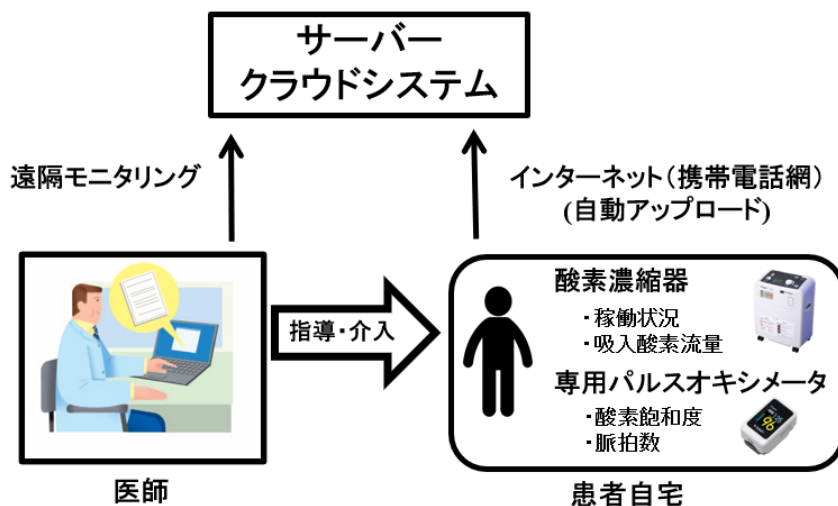 サーバー
クラウドシステム
遠隔モニタリング
インターネット(携帯電話網)
(自動アップロード)
指導・介入
酸素濃縮器
・稼働状況
・吸入酸素流量
専用パルスオキシメータ
・酸素飽和度
・脈拍数
96
医師
患者自宅